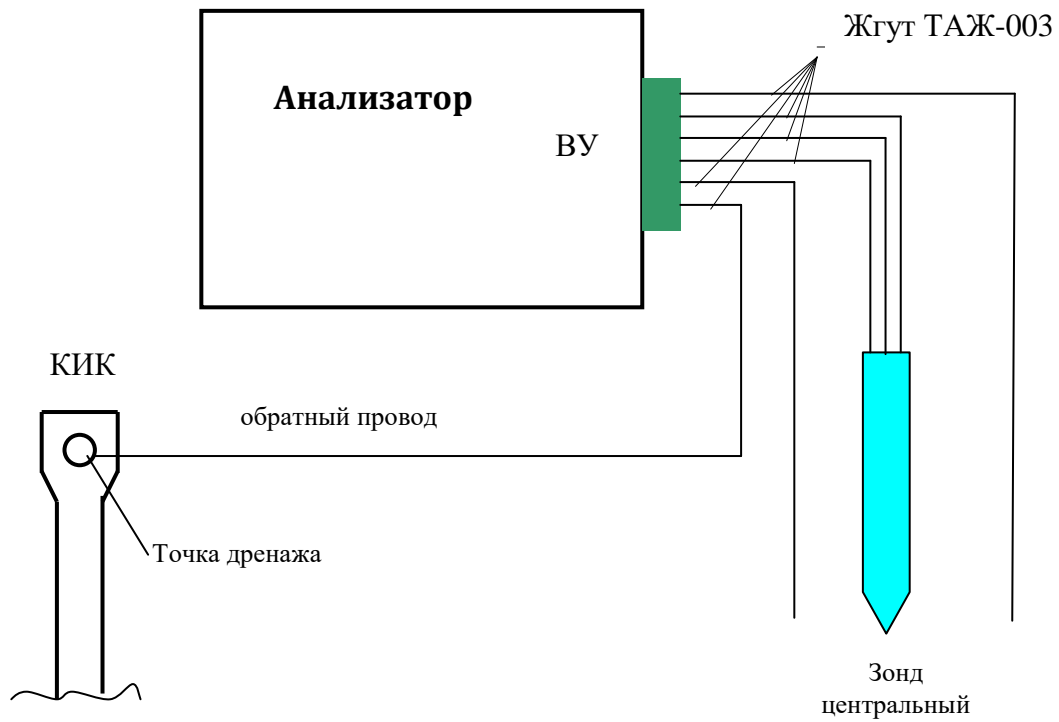 Жгут ТАЖ-003
Анализатор
ВУ
КИК
обратный провод
Точка дренажа
Зонд
центральный